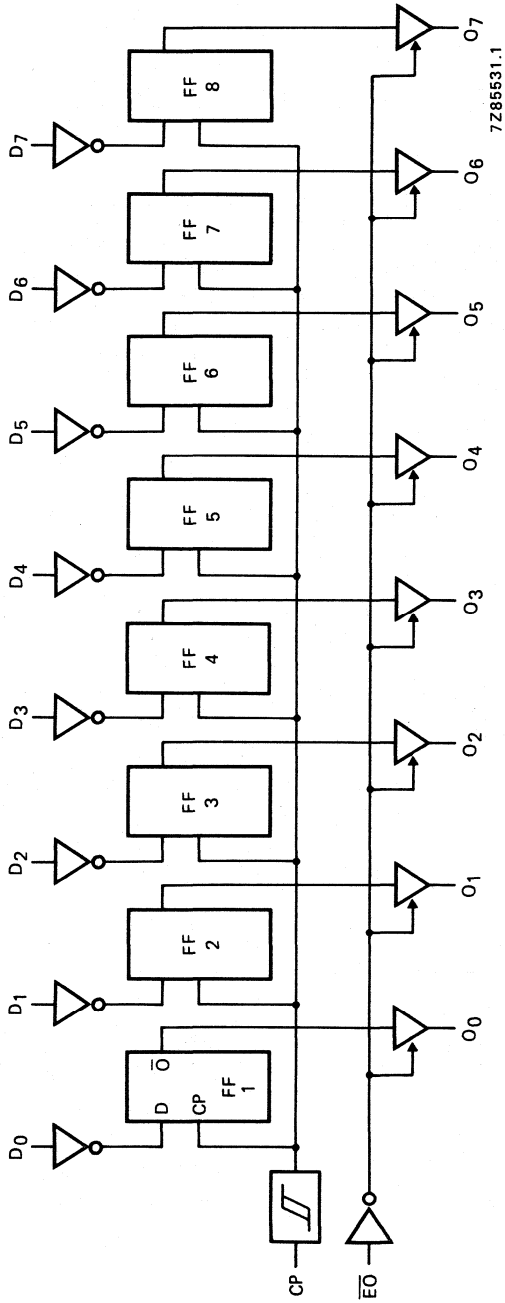 D0 D1 D2 D3 D4 D5 D6 D7
D
CP
O̅
FF
1
FF
2
FF
3
FF
4
FF
5
FF
6
FF
7
FF
8
CP
E̅O̅
O0 O1 O2 O3 O4 O5 O6 O7
7Z85531.1